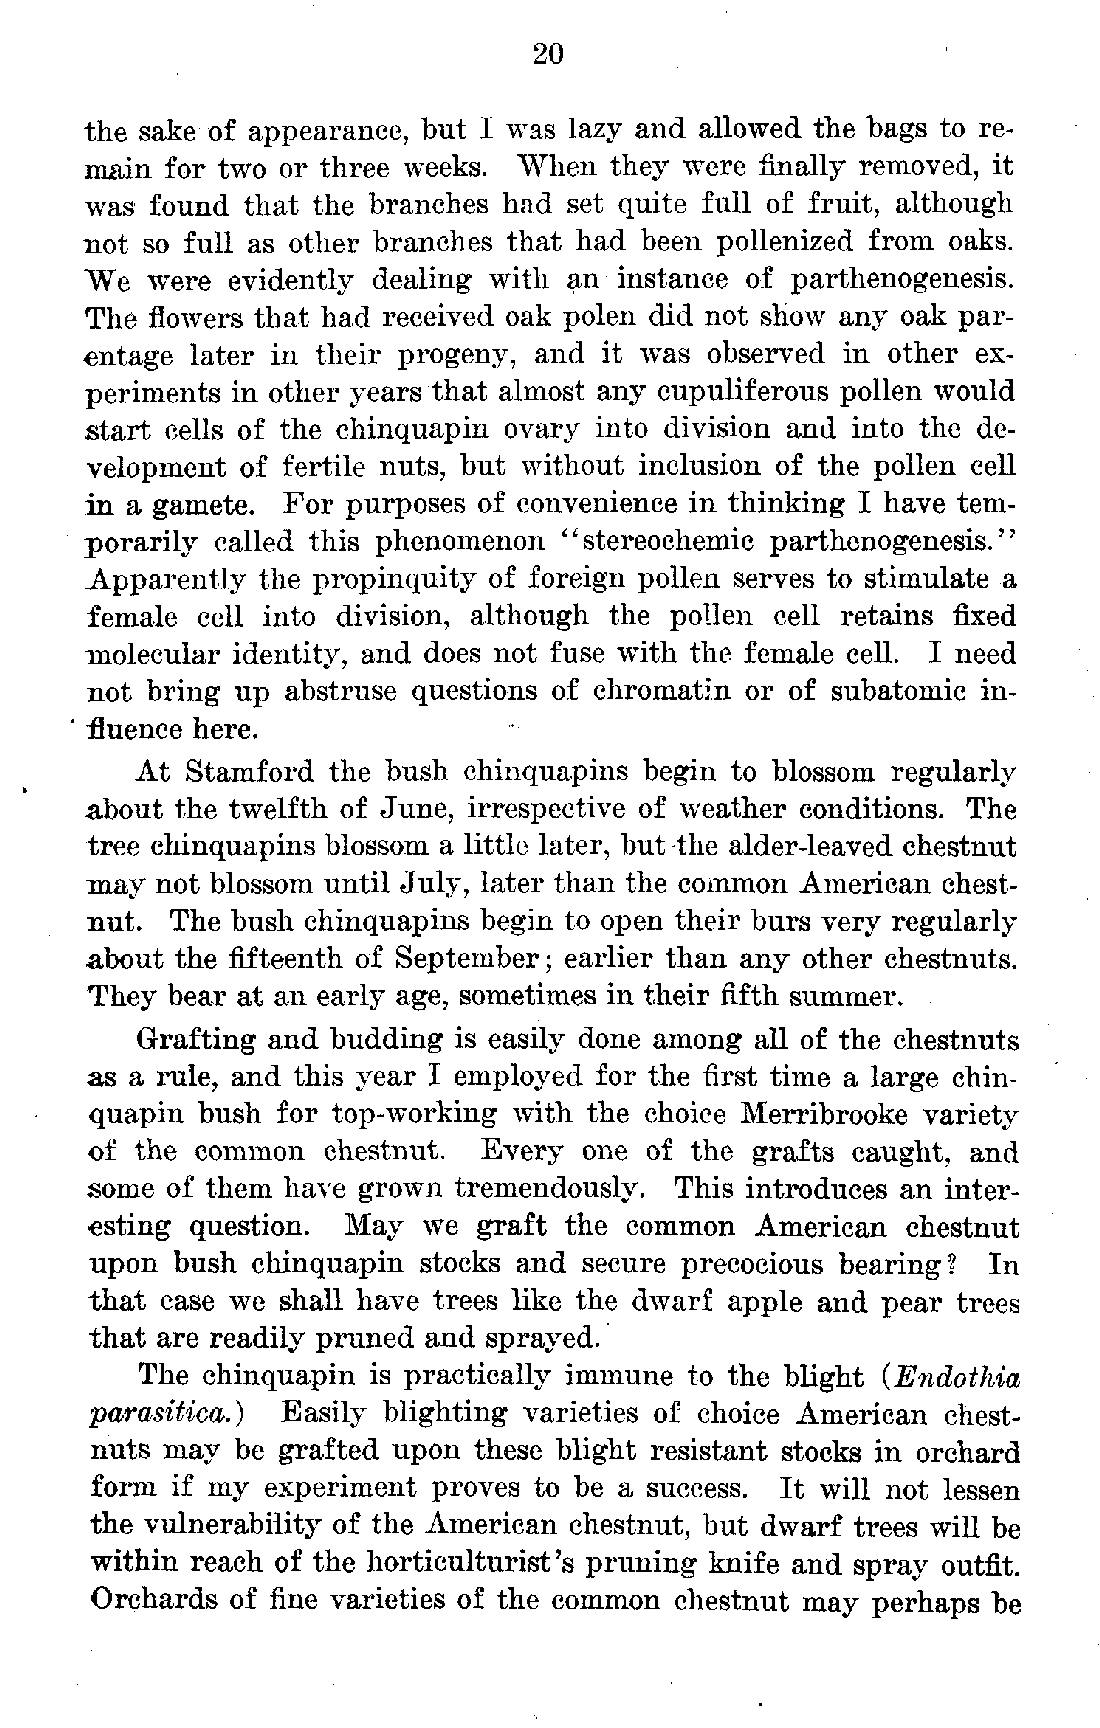 20
the sake of appearance, but I was lazy and allowed the bags to re-
main for two or three weeks. When they were finally removed, it
was found that the branches had set quite full of fruit, although
not so full as other branches that had been pollenized from oaks.
We were evidently dealing with an instance of parthenogenesis.
The flowers that had received oak polen did not show any oak par-
entage later in their progeny, and it was observed in other ex-
periments in other years that almost any cupuliferous pollen would
start cells of the chinquapin ovary into division and into the de-
velopment of fertile nuts, but without inclusion of the pollen cell
in a gamete. For purposes of convenience in thinking I have tem-
porarily called this phenomenon "stereochemic parthenogenesis."
Apparently the propinquity of foreign pollen serves to stimulate a
female cell into division, although the pollen cell retains fixed
molecular identity, and does not fuse with the female cell. I need
not bring up abstruse questions of chromatin or of subatomic in-
fluence here.
At Stamford the bush chinquapins begin to blossom regularly
about the twelfth of June, irrespective of weather conditions. The
tree chinquapins blossom a little later, but the alder-leaved chestnut
may not blossom until July, later than the common American chest-
nut. The bush chinquapins begin to open their burs very regularly
about the fifteenth of September; earlier than any other chestnuts.
They bear at an early age, sometimes in their fifth summer.
Grafting and budding is easily done among all of the chestnuts
as a rule, and this year I employed for the first time a large chin-
quapin bush for top-working with the choice Merribrooke variety
of the common chestnut. Every one of the grafts caught, and
some of them have grown tremendously. This introduces an inter-
esting question. May we graft the common American chestnut
upon bush chinquapin stocks and secure precocious bearing? In
that case we shall have trees like the dwarf apple and pear trees
that are readily pruned and sprayed.
The chinquapin is practically immune to the blight (Endothia
parasitica.) Easily blighting varieties of choice American chest-
nuts may be grafted upon these blight resistant stocks in orchard
form if my experiment proves to be a success. It will not lessen
the vulnerability of the American chestnut, but dwarf trees will be
within reach of the horticulturist's pruning knife and spray outfit.
Orchards of fine varieties of the common chestnut may perhaps be